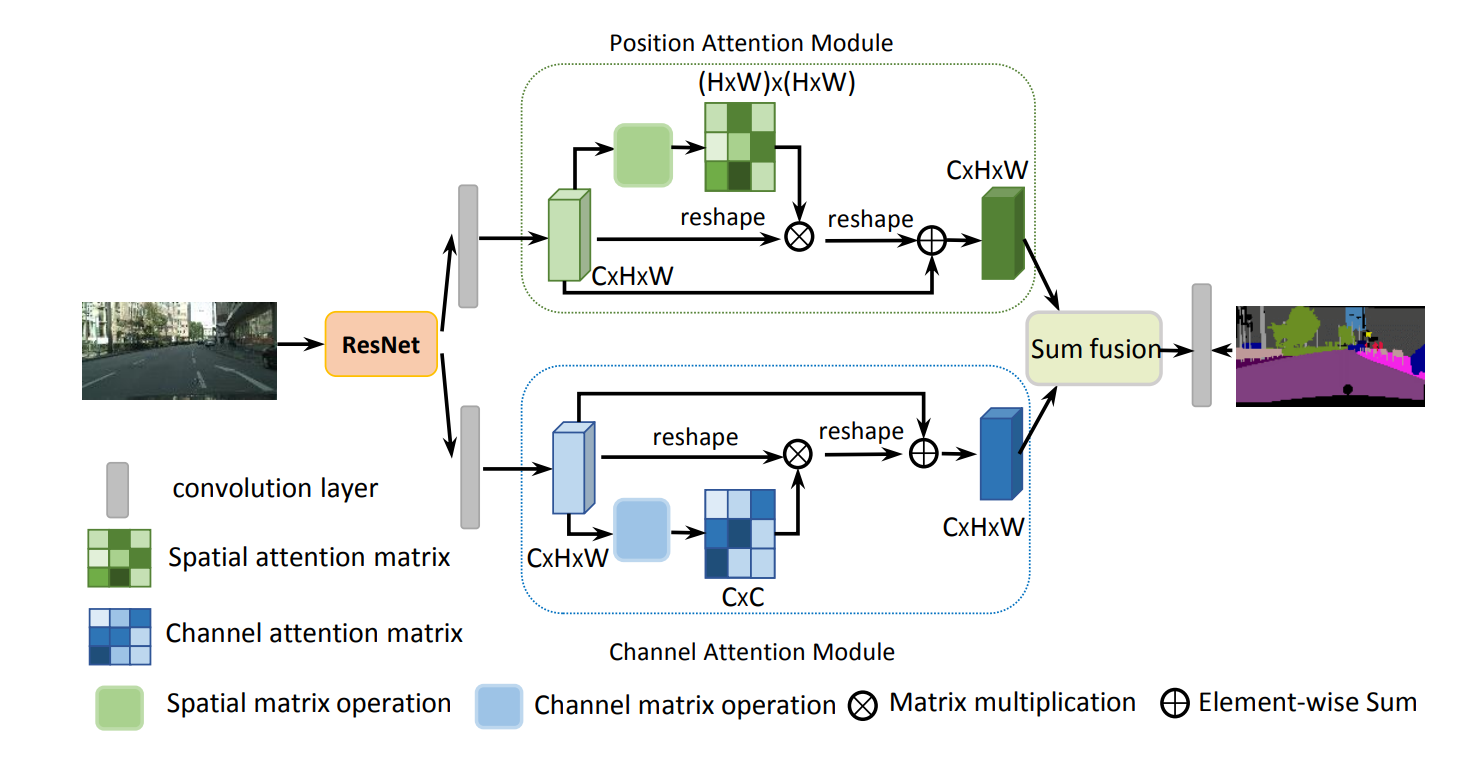 Position Attention Module
(HxW)x(HxW)
CxHxW
reshape
reshape
CxHxW
ResNet
Sum fusion
reshape
reshape
CxHxW
CxHxW
CxC
Channel Attention Module
convolution layer
Spatial attention matrix
Channel attention matrix
Spatial matrix operation
Channel matrix operation
Matrix multiplication
Element-wise Sum